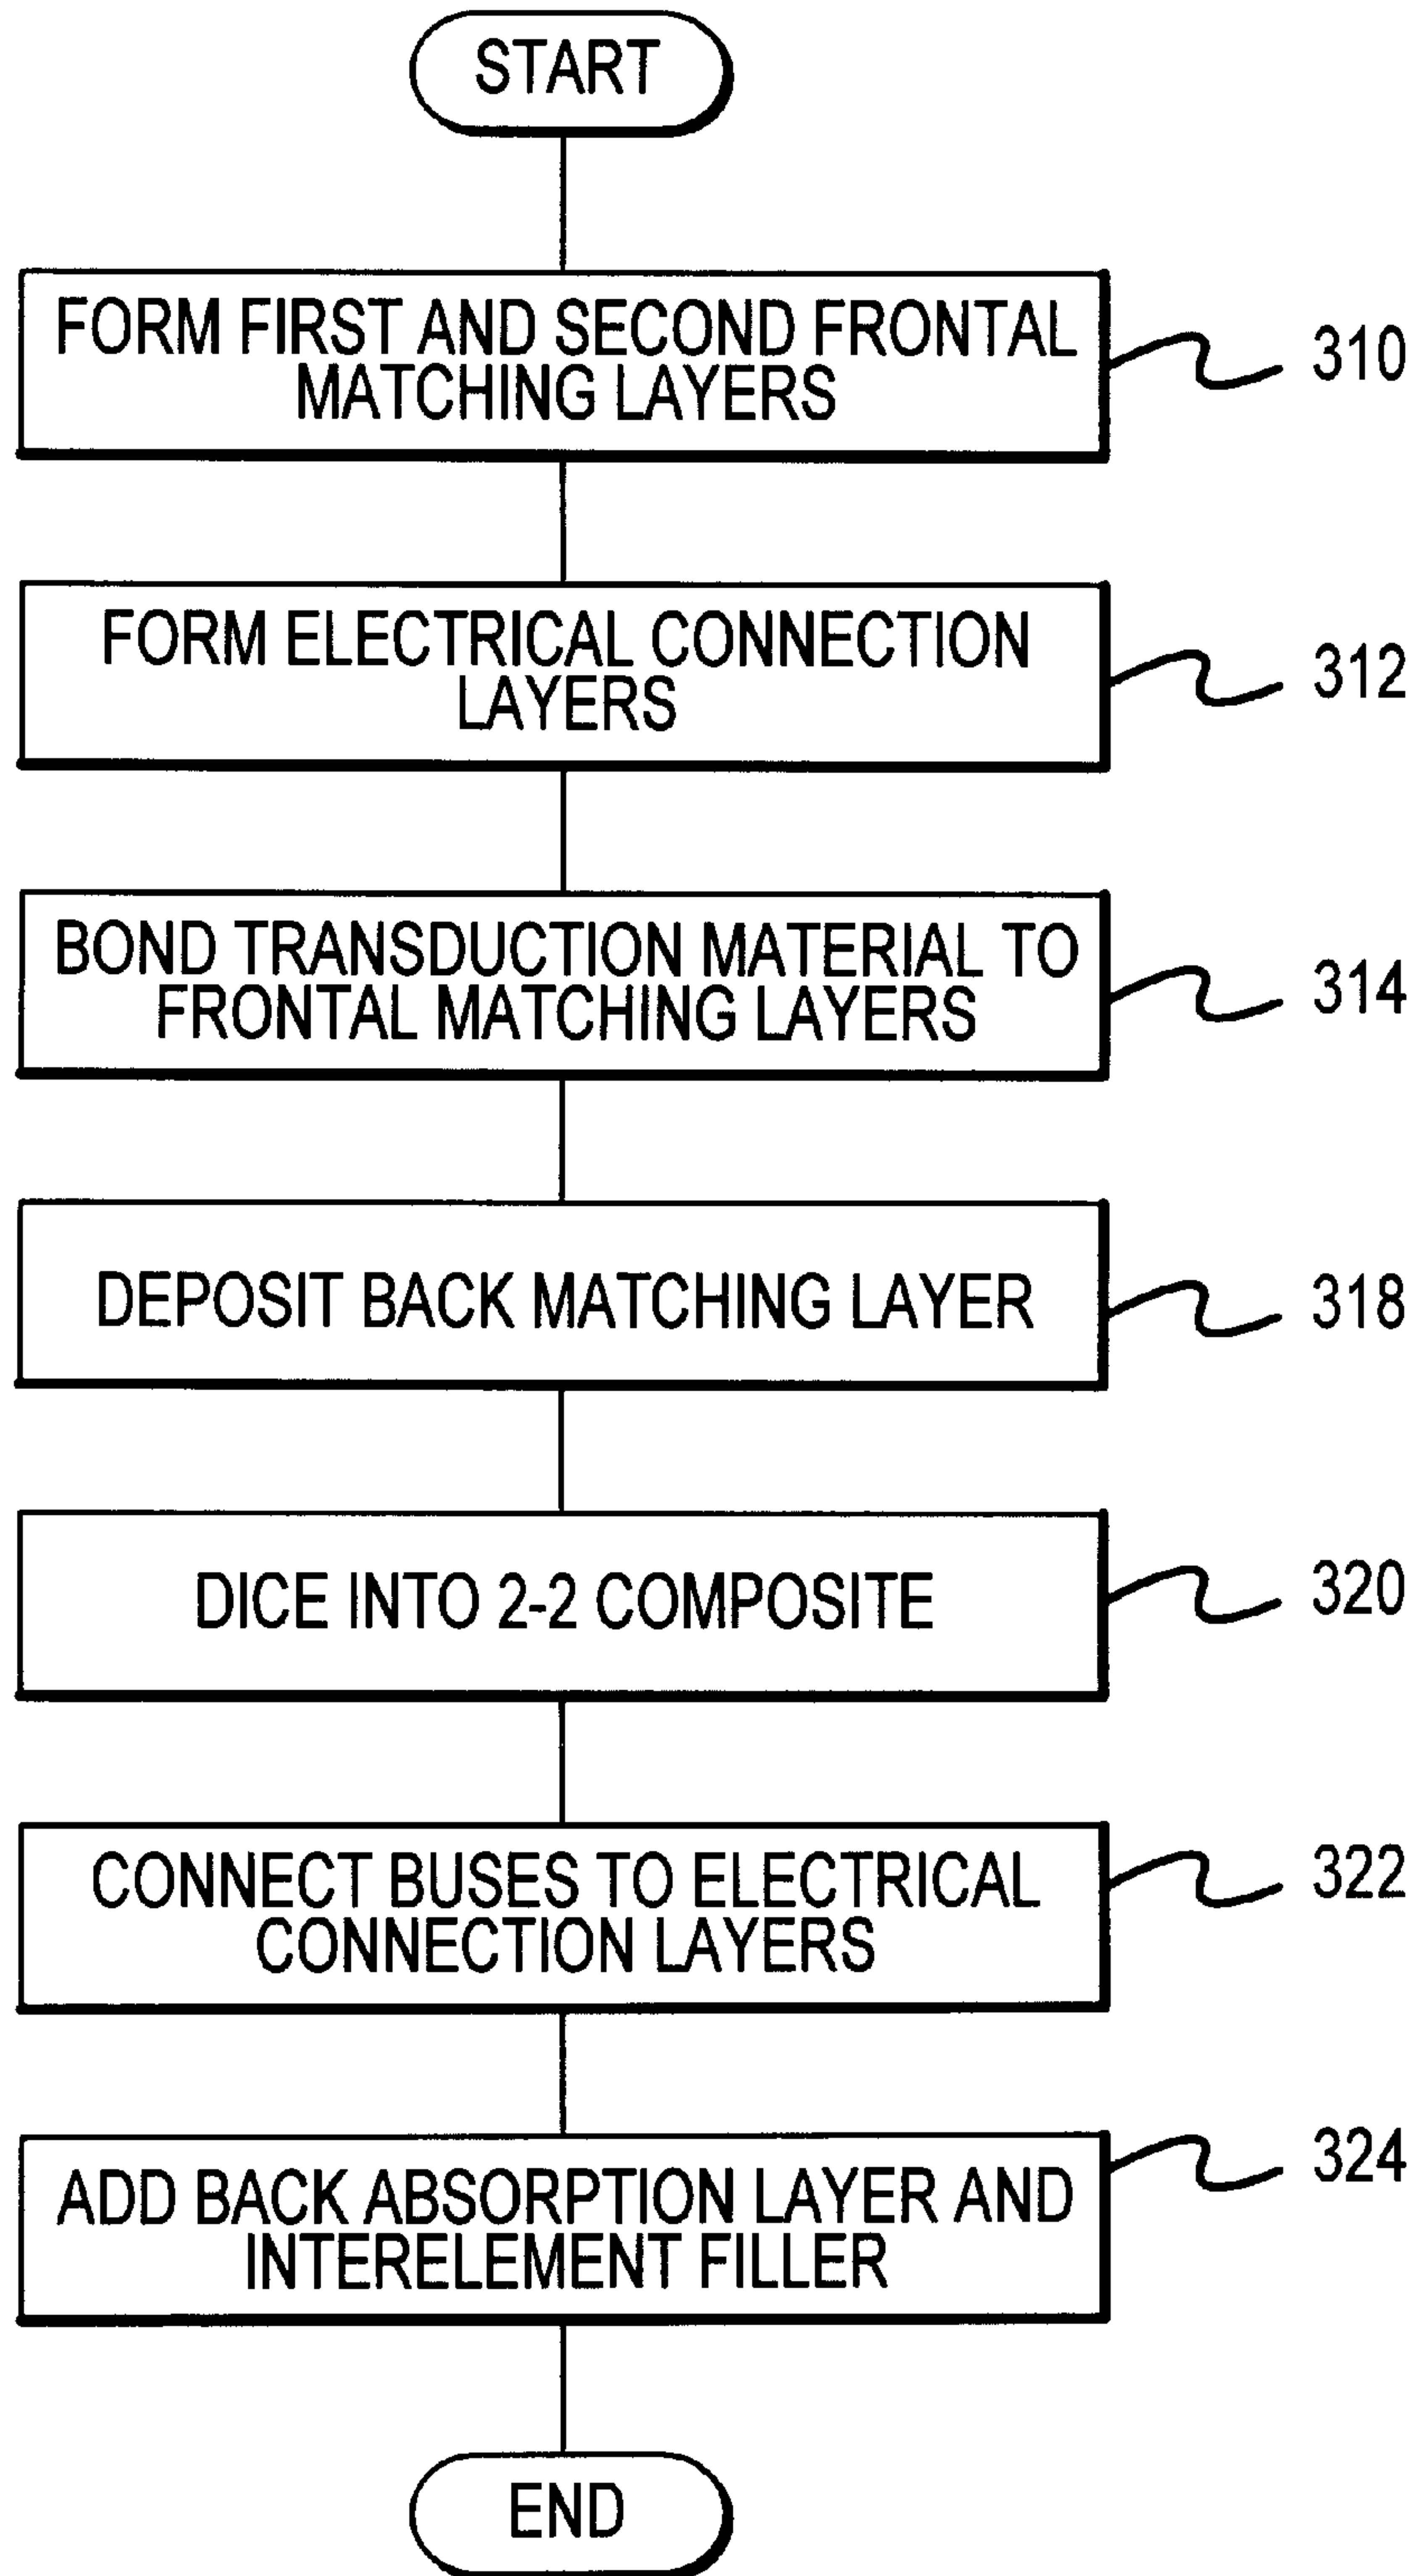 START
FORM FIRST AND SECOND FRONTAL
MATCHING LAYERS
310
FORM ELECTRICAL CONNECTION
LAYERS
312
BOND TRANSDUCTION MATERIAL TO
FRONTAL MATCHING LAYERS
314
DEPOSIT BACK MATCHING LAYER
318
DICE INTO 2-2 COMPOSITE
320
CONNECT BUSES TO ELECTRICAL
CONNECTION LAYERS
322
ADD BACK ABSORPTION LAYER AND
INTERELEMENT FILLER
324
END